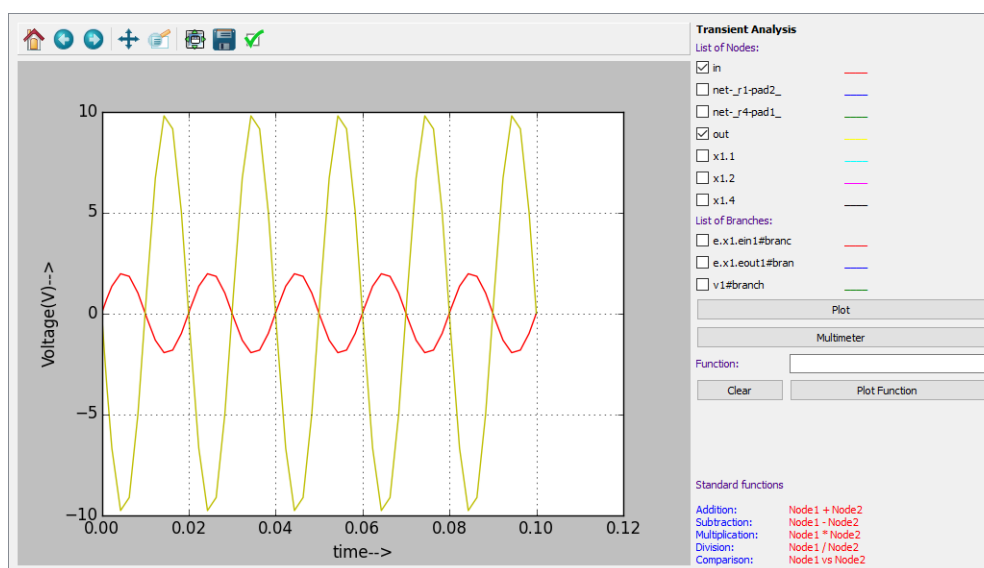 Transient Analysis
List of Nodes:
in
net-_r1-pad2_
net-_r4-pad1_
out
x1.1
x1.2
x1.4
List of Branches:
e.x1.ein1#branc
e.x1.eout1#bran
v1#branch
Plot
Multimeter
Function:
Clear Plot Function
Standard functions
Addition: Node1 + Node2
Subtraction: Node1 - Node2
Multiplication: Node1 * Node2
Division: Node1 / Node2
Comparison: Node1 vs Node2
Voltage(V)-->
10
5
0
−5
−10
0.00 0.02 0.04 0.06 0.08 0.10 0.12
time-->